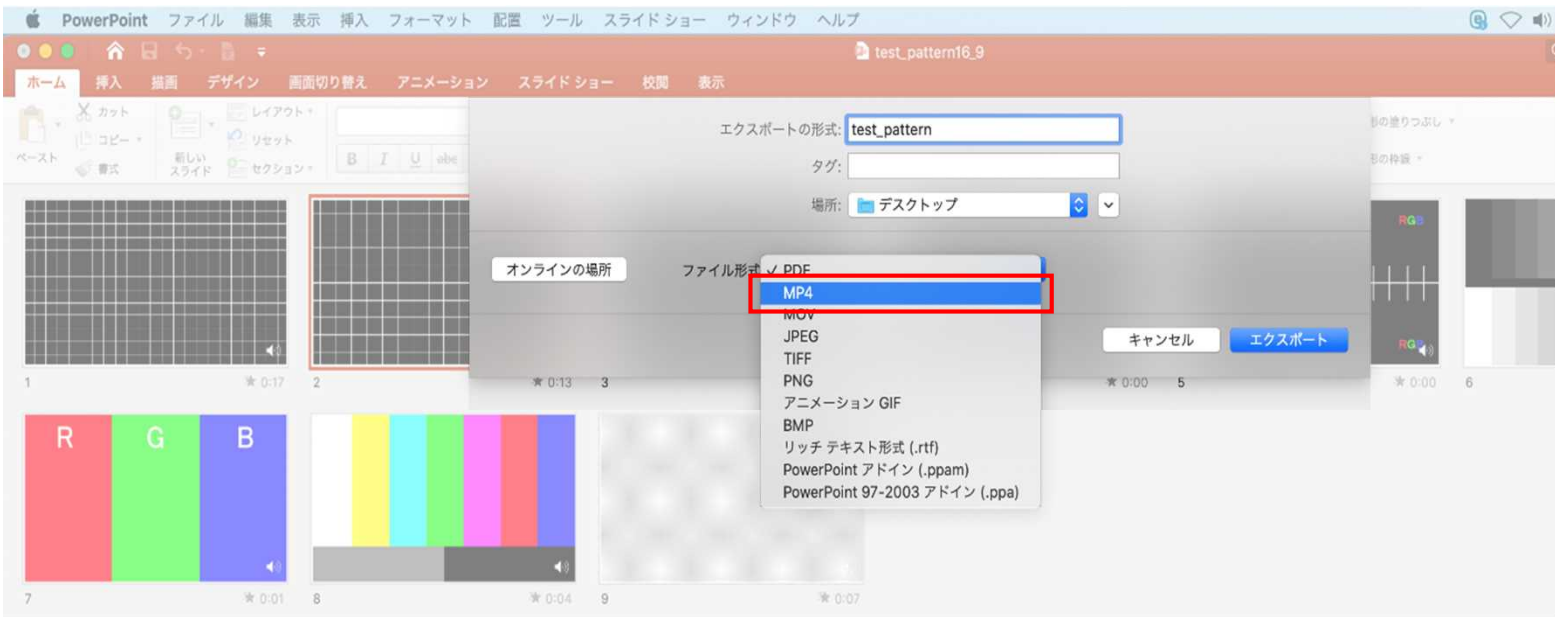 PowerPoint ファイル 編集 表示 挿入 フォーマット 配置 ツール スライド ショー ウィンドウ ヘルプ
test_pattern16_9
ホーム 挿入 描画 デザイン 画面切り替え アニメーション スライド ショー 校閲 表示
ペースト
カット
コピー
書式
新しい
スライド
レイアウト
リセット
セクション
B I U abc
エクスポートの形式: test_pattern
タグ:
場所: デスクトップ
形の塗りつぶし
形の枠線
オンラインの場所 ファイル形式 ✓ PDF
MP4
MOV
JPEG
TIFF
PNG
アニメーション GIF
BMP
リッチ テキスト形式 (.rtf)
PowerPoint アドイン (.ppam)
PowerPoint 97-2003 アドイン (.ppa)
キャンセル エクスポート
RGB
RGB
1 0:17 2 0:13 3 0:00 5 0:00 6
R G B
7 0:01 8 0:04 9 0:07